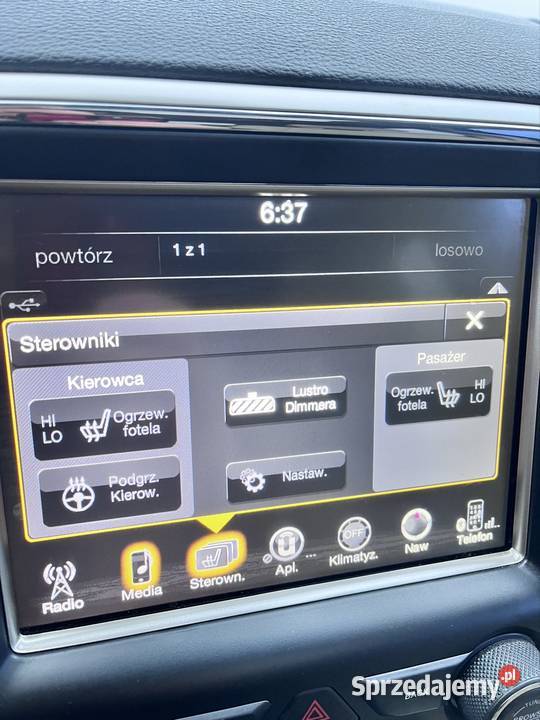 6:37
powtórz 1 z 1 losowo
Sterowniki
Kierowca
Pasażer
HI
LO
Ogrzew.
fotela
Lustro
Dimmera
Ogrzew.
fotela
HI
LO
Podgrz.
Kierow.
Nastaw.
Radio
Media
Sterown.
Apl.
OFF
Klimatyz.
Naw
Telefon
Sprzedajemy.pl